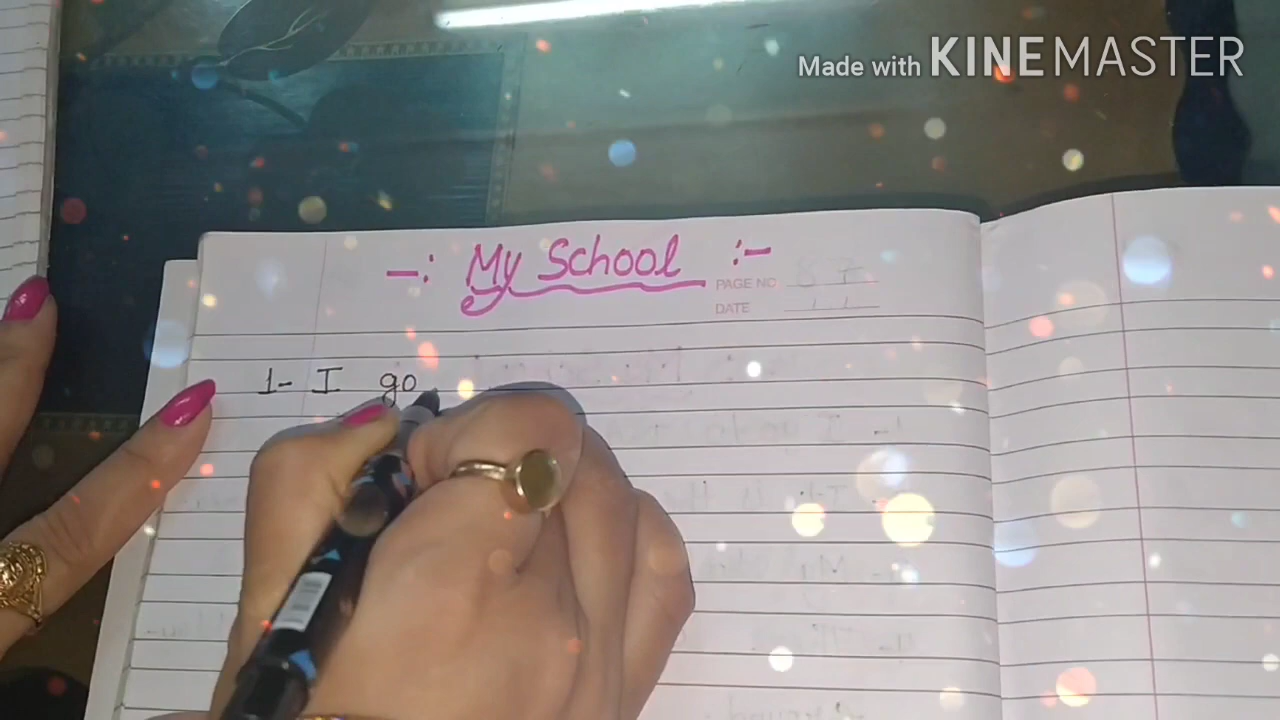 Made with KINEMASTER
-: My School :-
PAGE NO
DATE
1- I go